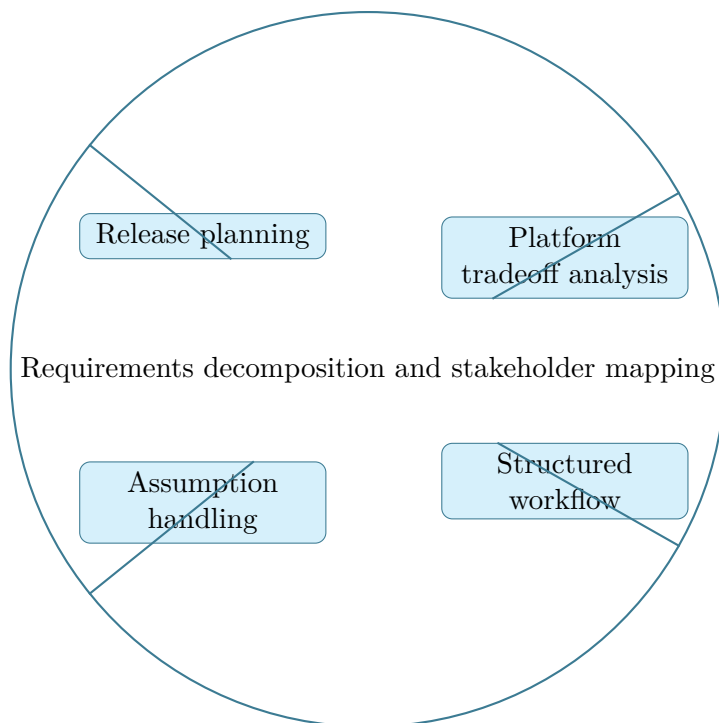 Release planning
Platform
tradeoff analysis
Requirements decomposition and stakeholder mapping
Assumption
handling
Structured
workflow